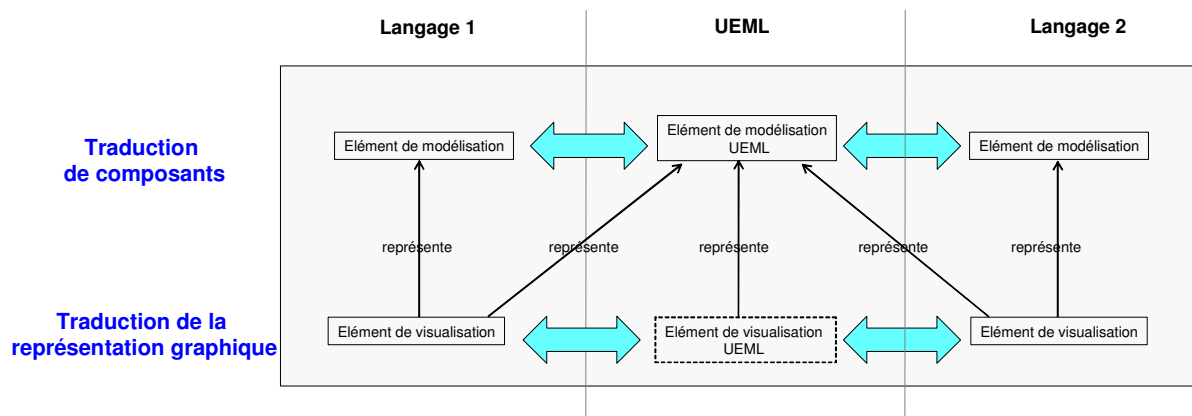 Langage 1
UEML
Langage 2
Traduction
de composants
Elément de modélisation
Elément de modélisation
UEML
Elément de modélisation
représente
représente
représente
représente
représente
Traduction de la
représentation graphique
Elément de visualisation
Elément de visualisation
UEML
Elément de visualisation